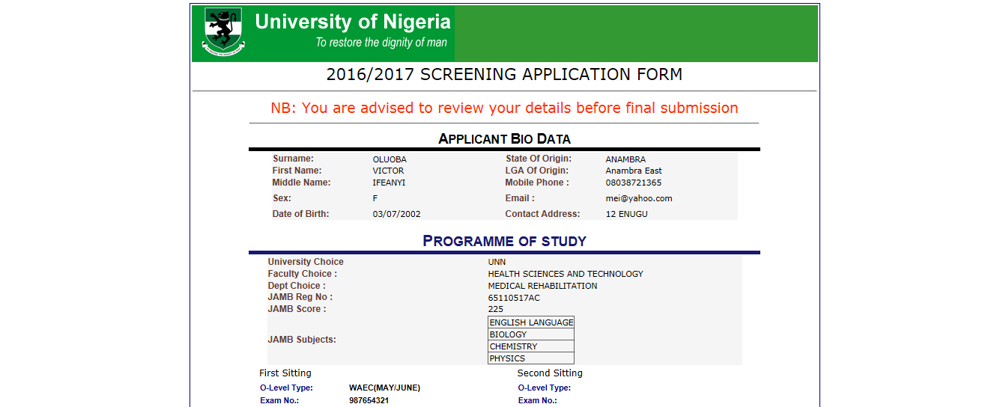 University of Nigeria
To restore the dignity of man
2016/2017 SCREENING APPLICATION FORM
NB: You are advised to review your details before final submission
APPLICANT BIO DATA
Surname: OLUOBA State Of Origin: ANAMBRA
First Name: VICTOR LGA Of Origin: Anambra East
Middle Name: IFEANYI Mobile Phone : 08038721365
Sex: F Email : mei@yahoo.com
Date of Birth: 03/07/2002 Contact Address: 12 ENUGU
PROGRAMME OF STUDY
University Choice UNN
Faculty Choice : HEALTH SCIENCES AND TECHNOLOGY
Dept Choice : MEDICAL REHABILITATION
JAMB Reg No : 65110517AC
JAMB Score : 225
JAMB Subjects:
ENGLISH LANGUAGE
BIOLOGY
CHEMISTRY
PHYSICS
First Sitting Second Sitting
O-Level Type: WAEC(MAY/JUNE) O-Level Type:
Exam No.: 987654321 Exam No.: